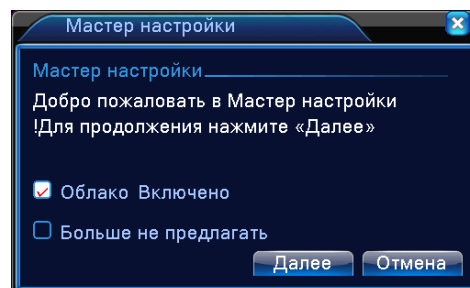 Мастер настройки
Мастер настройки
Добро пожаловать в Мастер настройки
!Для продолжения нажмите «Далее»
Облако Включено
Больше не предлагать
Далее Отмена